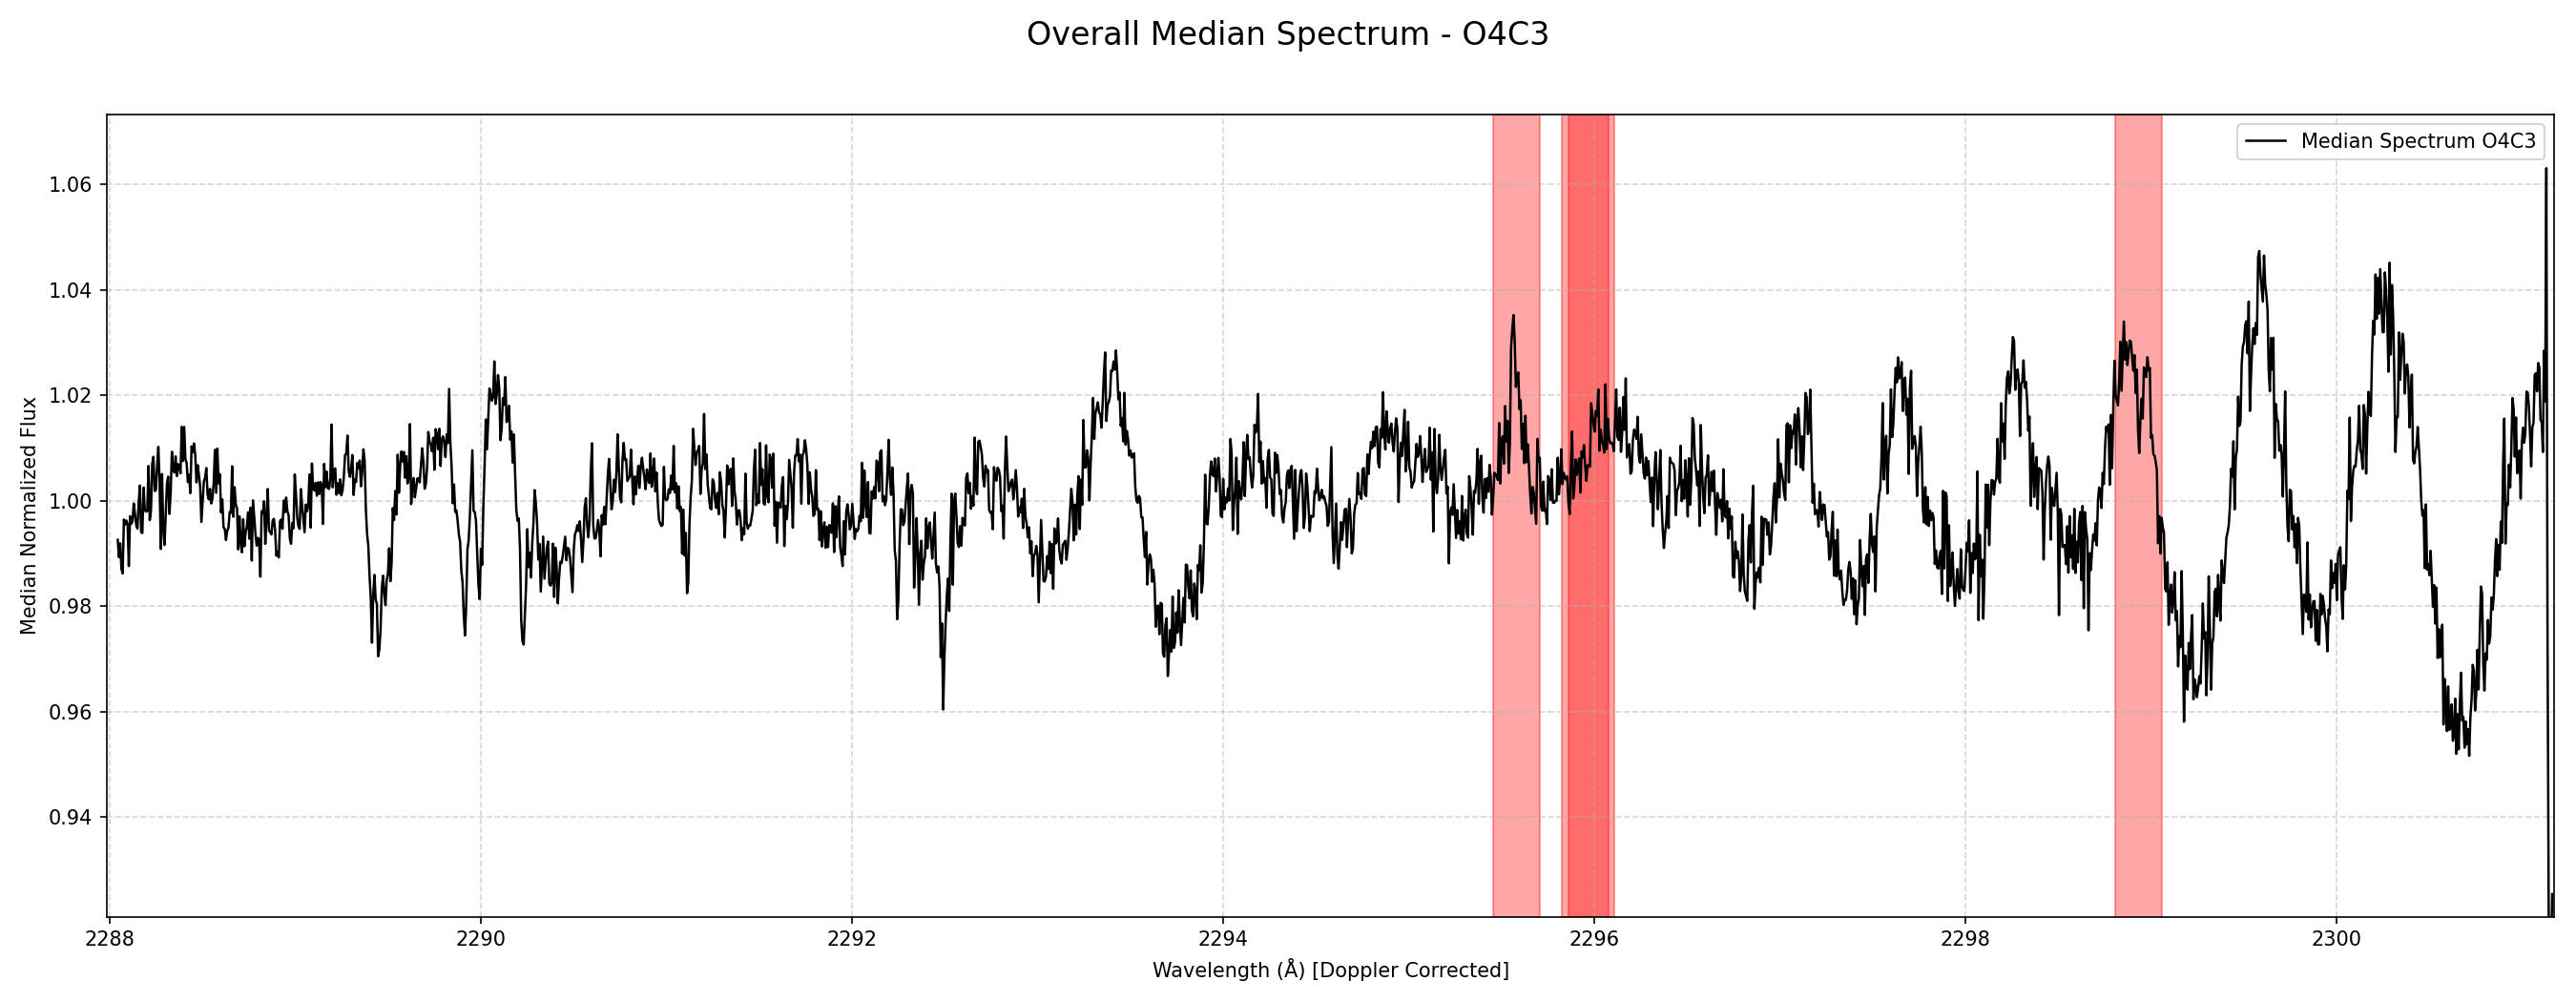 Overall Median Spectrum - O4C3
Median Spectrum O4C3
Median Normalized Flux
1.06
1.04
1.02
1.00
0.98
0.96
0.94
2288 2290 2292 2294 2296 2298 2300
Wavelength (Å) [Doppler Corrected]